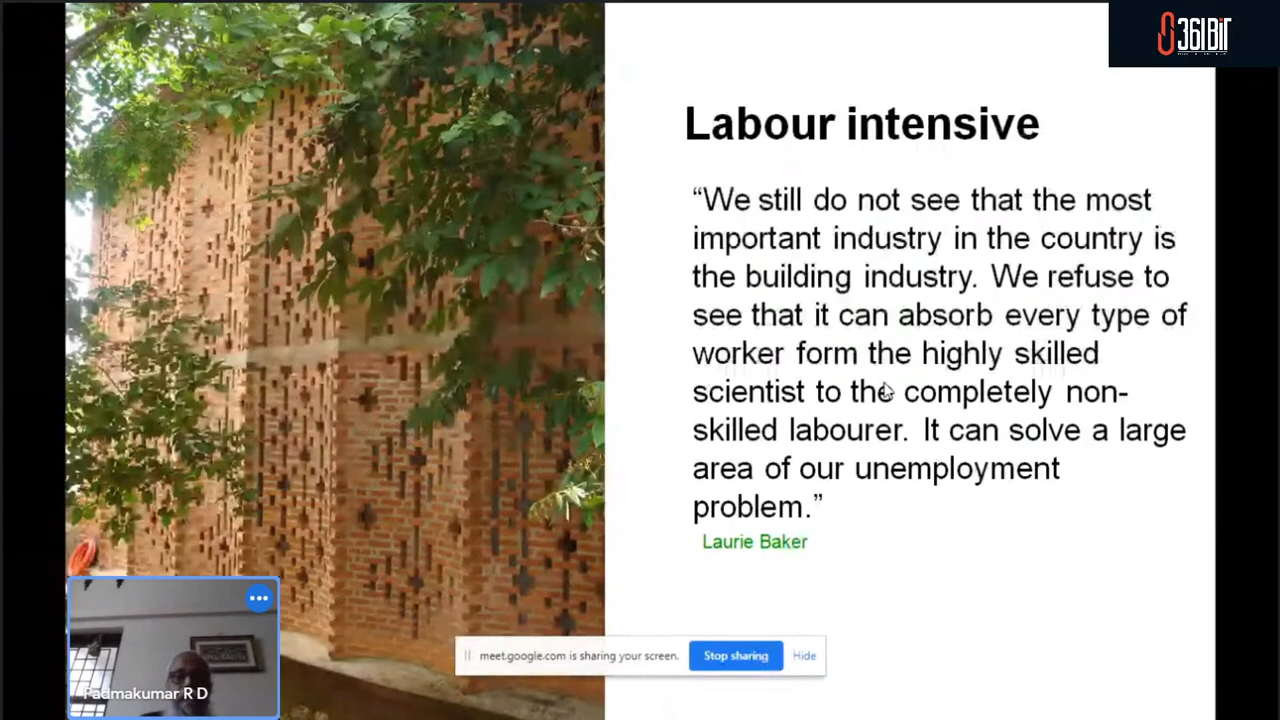 361BIT
Labour intensive
“We still do not see that the most
important industry in the country is
the building industry. We refuse to
see that it can absorb every type of
worker form the highly skilled
scientist to the completely non-
skilled labourer. It can solve a large
area of our unemployment
problem.”
Laurie Baker
meet.google.com is sharing your screen. Stop sharing Hide
Padmakumar R D